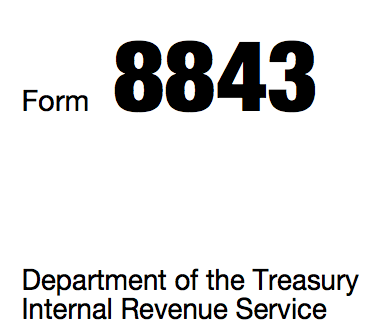 Form 8843
Department of the Treasury
Internal Revenue Service